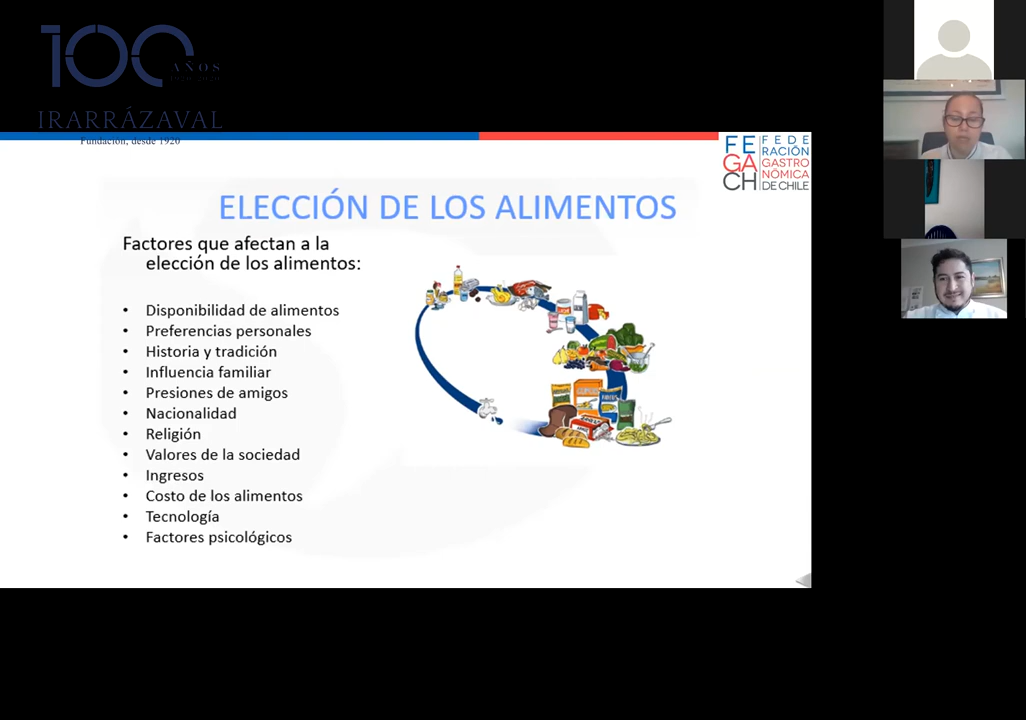 100
AÑOS
IRARRÁZAVAL
Fundación, desde 1920
FE
GA
CH
FEDE
RACIÓN
GASTRO
NÓMICA
DE CHILE
ELECCIÓN DE LOS ALIMENTOS
Factores que afectan a la
elección de los alimentos:
• Disponibilidad de alimentos
• Preferencias personales
• Historia y tradición
• Influencia familiar
• Presiones de amigos
• Nacionalidad
• Religión
• Valores de la sociedad
• Ingresos
• Costo de los alimentos
• Tecnología
• Factores psicológicos